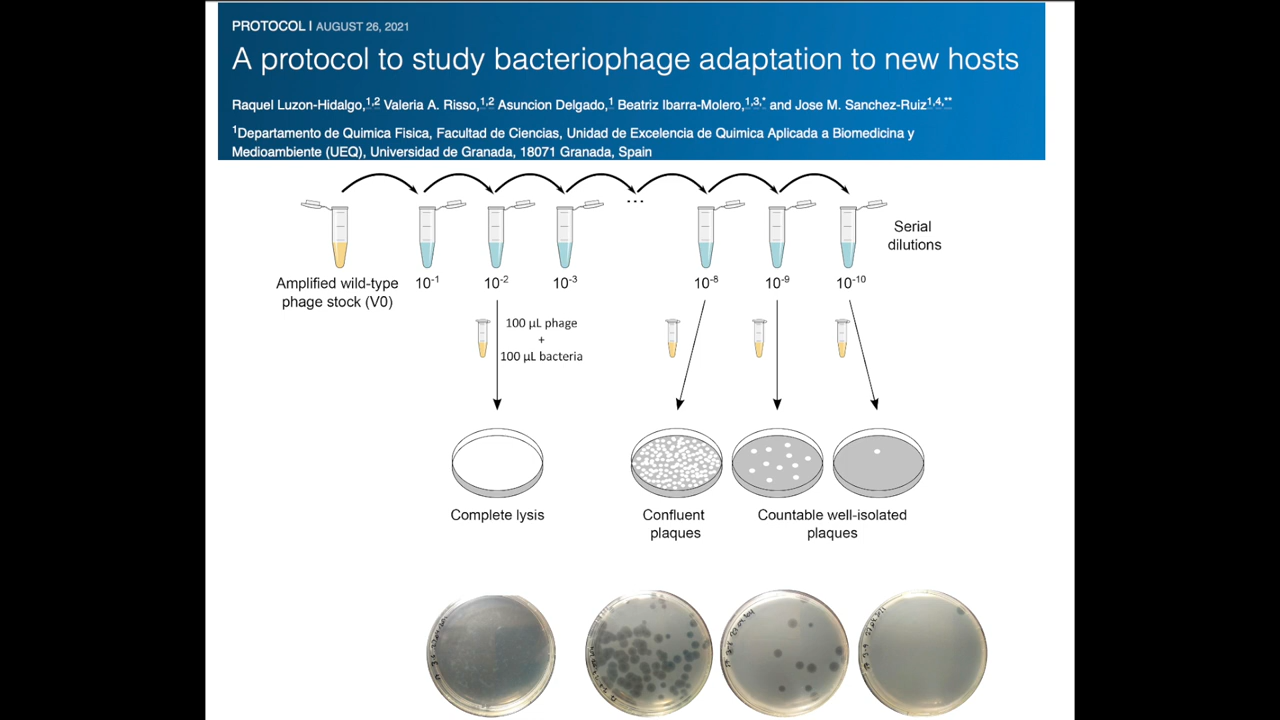 PROTOCOL | AUGUST 26, 2021
A protocol to study bacteriophage adaptation to new hosts
Raquel Luzon-Hidalgo,1,2 Valeria A. Risso,1,2 Asuncion Delgado,1 Beatriz Ibarra-Molero,1,3,* and Jose M. Sanchez-Ruiz1,4,**
1Departamento de Quimica Fisica, Facultad de Ciencias, Unidad de Excelencia de Quimica Aplicada a Biomedicina y
Medioambiente (UEQ), Universidad de Granada, 18071 Granada, Spain
...
Serial
dilutions
Amplified wild-type
phage stock (V0)
10-1
10-2
10-3
10-8
10-9
10-10
100 µL phage
+
100 µL bacteria
Complete lysis
Confluent
plaques
Countable well-isolated
plaques